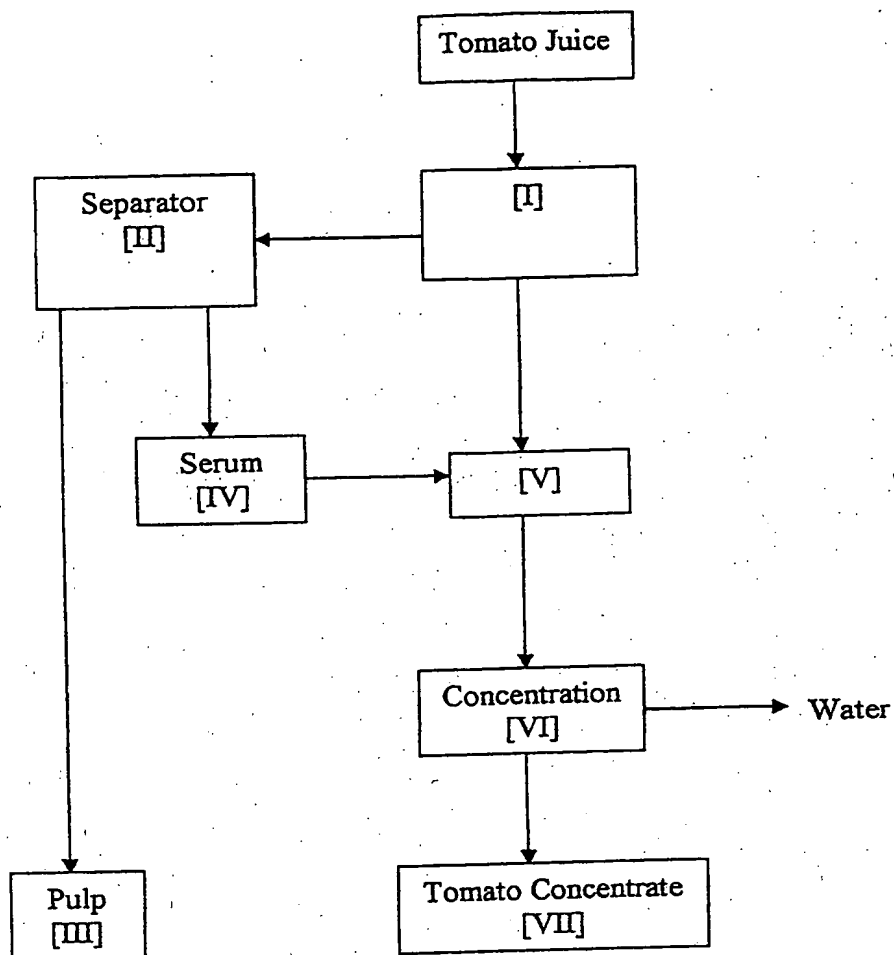 Tomato Juice
[I]
Separator
[II]
Serum
[IV]
[V]
Concentration
[VI]
Water
Tomato Concentrate
[VII]
Pulp
[III]